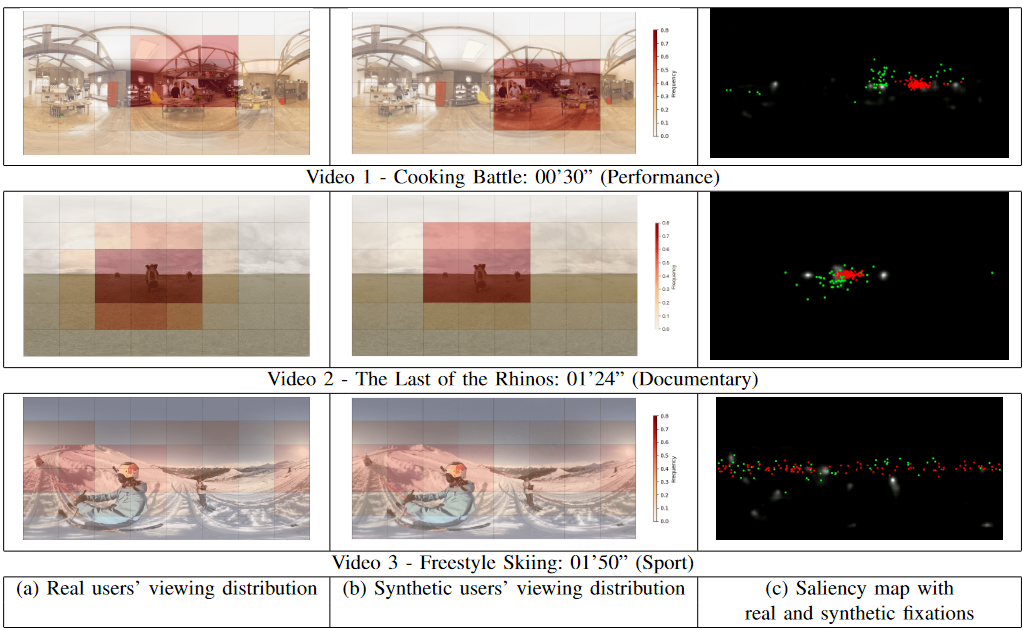 0.8
0.7
0.6
0.5
0.4
0.3
0.2
0.1
0.0
Frequency
Video 1 - Cooking Battle: 00'30” (Performance)
0.8
0.7
0.6
0.5
0.4
0.3
0.2
0.1
0.0
Frequency
Video 2 - The Last of the Rhinos: 01'24” (Documentary)
0.8
0.7
0.6
0.5
0.4
0.3
0.2
0.1
0.0
Frequency
Video 3 - Freestyle Skiing: 01'50” (Sport)
(a) Real users' viewing distribution
(b) Synthetic users' viewing distribution
(c) Saliency map with
real and synthetic fixations